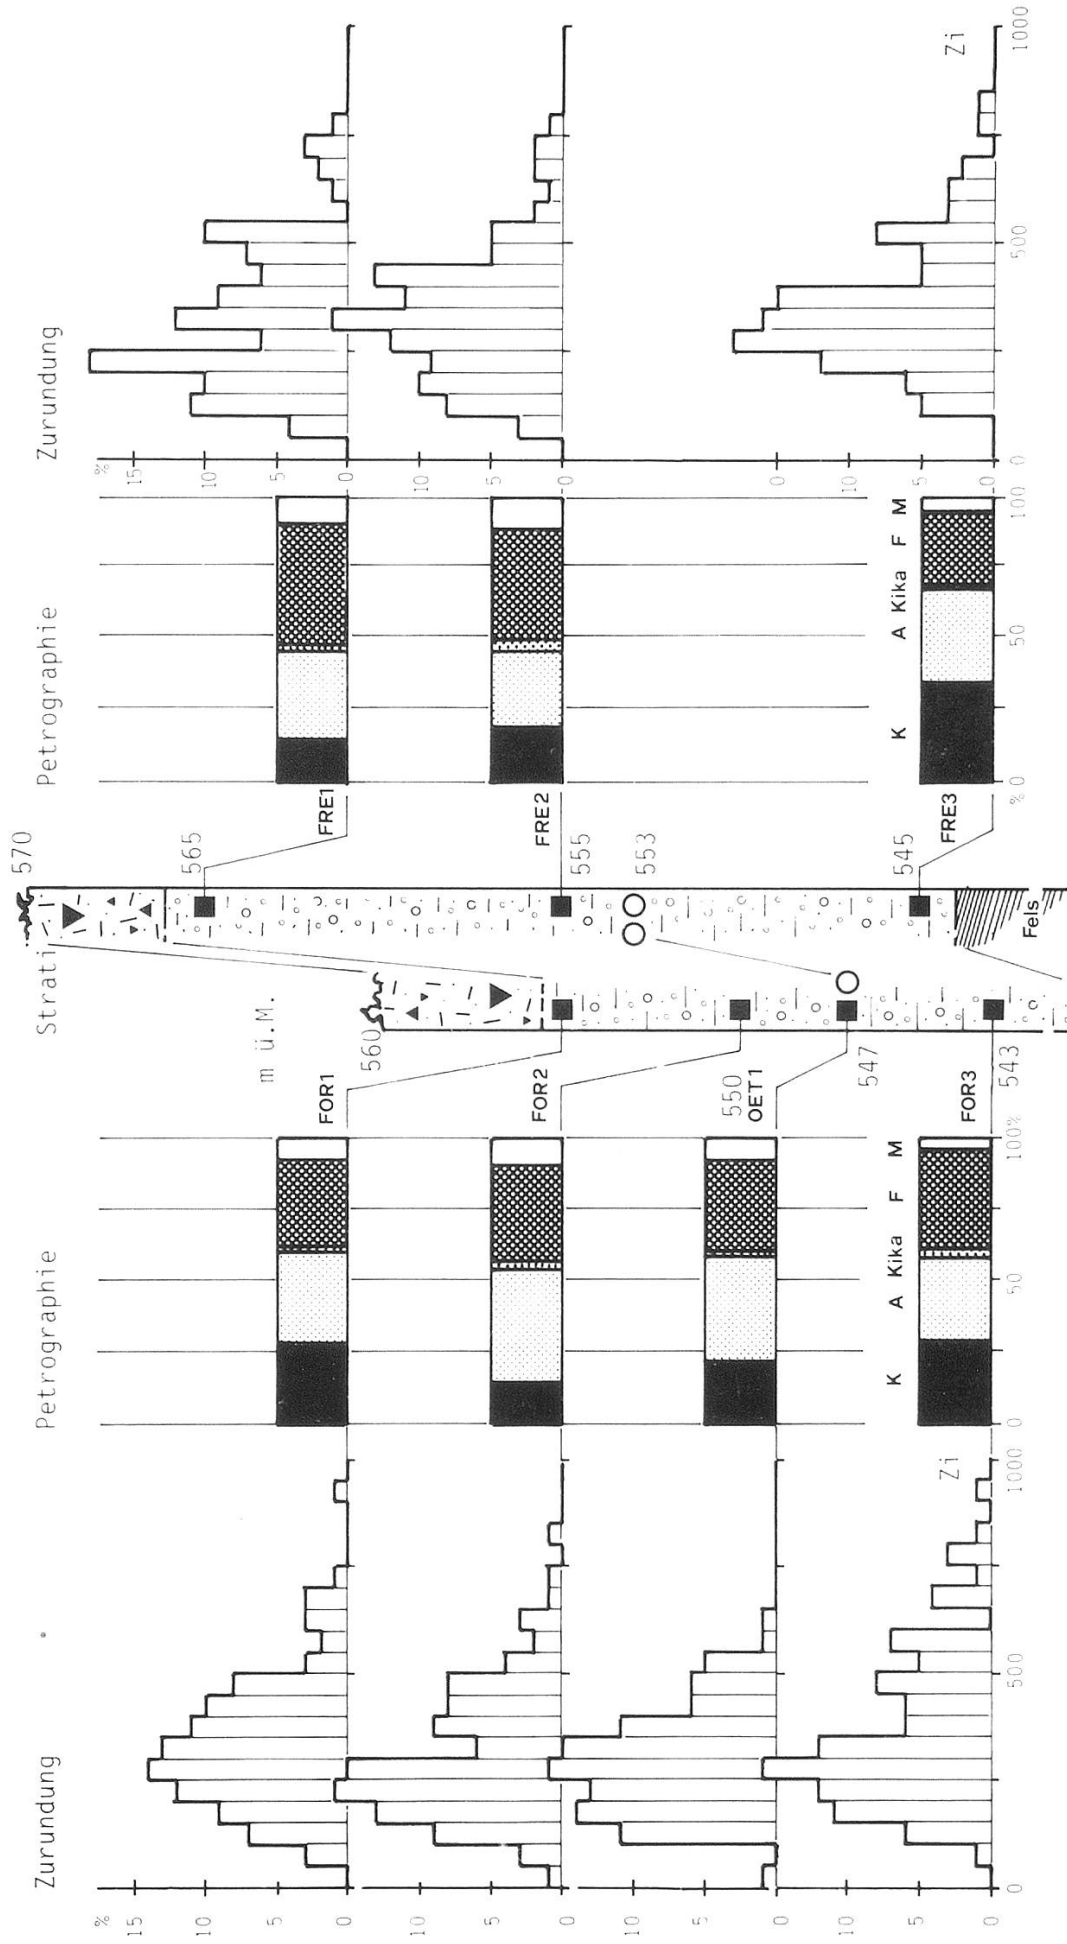 Zurundung Petrographie Strati Petrographie Zurundung
570
% m ü.M. %
15 15
565
10 560 10
5 5
0 FOR1 FRE1 0
15
10 10
5 5
0 FOR2 FRE2 0
555
10 553
5 550
OET1
0
10 547 10
K A Kika F M K A Kika F M
5 545 5
Zi FOR3 FRE3 Zi
0 0
0 500 1000 0 50 100% 543 % 0 50 100 0 500 1000
Fels